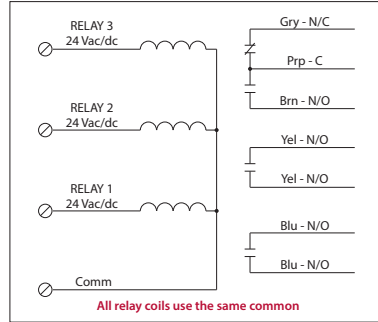 RELAY 3
24 Vac/dc
Gry - N/C
Prp - C
Brn - N/O
RELAY 2
24 Vac/dc
Yel - N/O
Yel - N/O
RELAY 1
24 Vac/dc
Blu - N/O
Blu - N/O
Comm
All relay coils use the same common